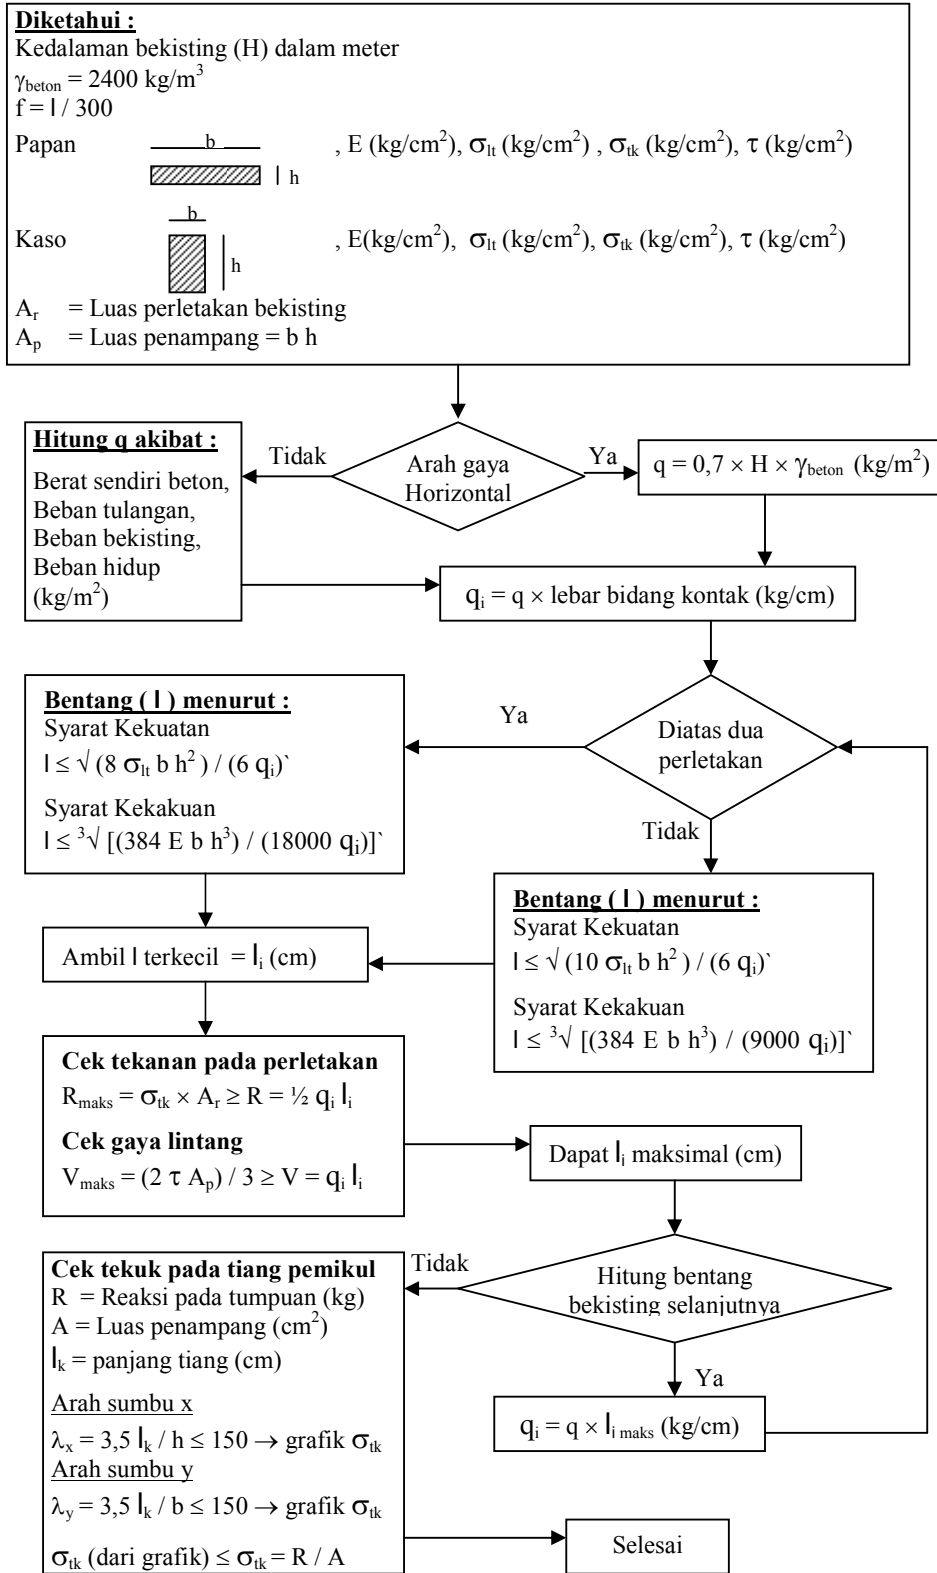 Diketahui :
Kedalaman bekisting (H) dalam meter
γbeton = 2400 kg/m³
f = l / 300
Papan b h , E (kg/cm²), σlt (kg/cm²) , σtk (kg/cm²), τ (kg/cm²)
Kaso b h , E(kg/cm²), σlt (kg/cm²), σtk (kg/cm²), τ (kg/cm²)
Ar = Luas perletakan bekisting
Ap = Luas penampang = b h
Arah gaya
Horizontal
Tidak
Ya
Hitung q akibat :
Berat sendiri beton,
Beban tulangan,
Beban bekisting,
Beban hidup
(kg/m²)
q = 0,7 × H × γbeton (kg/m²)
qi = q × lebar bidang kontak (kg/cm)
Diatas dua
perletakan
Ya
Tidak
Bentang ( l ) menurut :
Syarat Kekuatan
l ≤ √ (8 σlt b h² ) / (6 qi)`
Syarat Kekakuan
l ≤ ³√ [(384 E b h³) / (18000 qi)]`
Bentang ( l ) menurut :
Syarat Kekuatan
l ≤ √ (10 σlt b h² ) / (6 qi)`
Syarat Kekakuan
l ≤ ³√ [(384 E b h³) / (9000 qi)]`
Ambil l terkecil = li (cm)
Cek tekanan pada perletakan
Rmaks = σtk × Ar ≥ R = ½ qi li
Cek gaya lintang
Vmaks = (2 τ Ap) / 3 ≥ V = qi li
Dapat li maksimal (cm)
Hitung bentang
bekisting selanjutnya
Tidak
Ya
qi = q × li maks (kg/cm)
Cek tekuk pada tiang pemikul
R = Reaksi pada tumpuan (kg)
A = Luas penampang (cm²)
lk = panjang tiang (cm)
Arah sumbu x
λx = 3,5 lk / h ≤ 150 → grafik σtk
Arah sumbu y
λy = 3,5 lk / b ≤ 150 → grafik σtk
σtk (dari grafik) ≤ σtk = R / A
Selesai